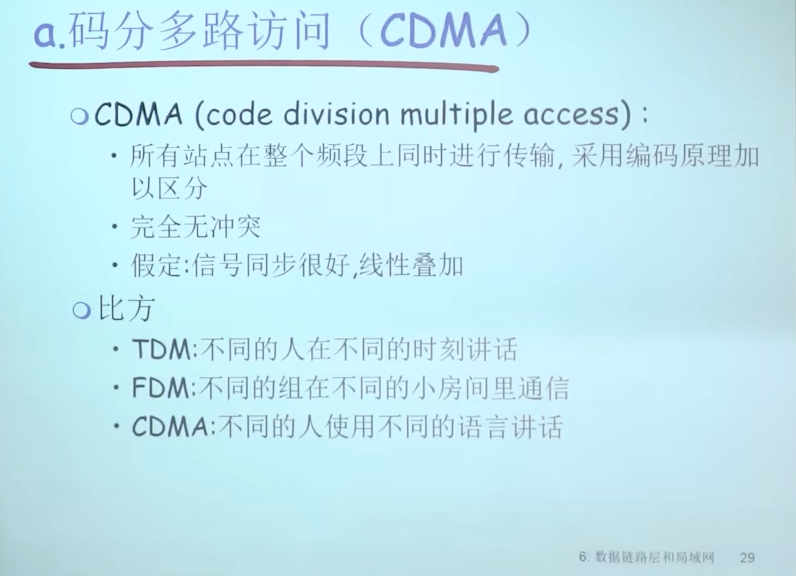 a.码分多路访问（CDMA）
CDMA (code division multiple access) :
所有站点在整个频段上同时进行传输, 采用编码原理加
以区分
完全无冲突
假定:信号同步很好,线性叠加
比方
TDM:不同的人在不同的时刻讲话
FDM:不同的组在不同的小房间里通信
CDMA:不同的人使用不同的语言讲话
6: 数据链路层和局域网 29